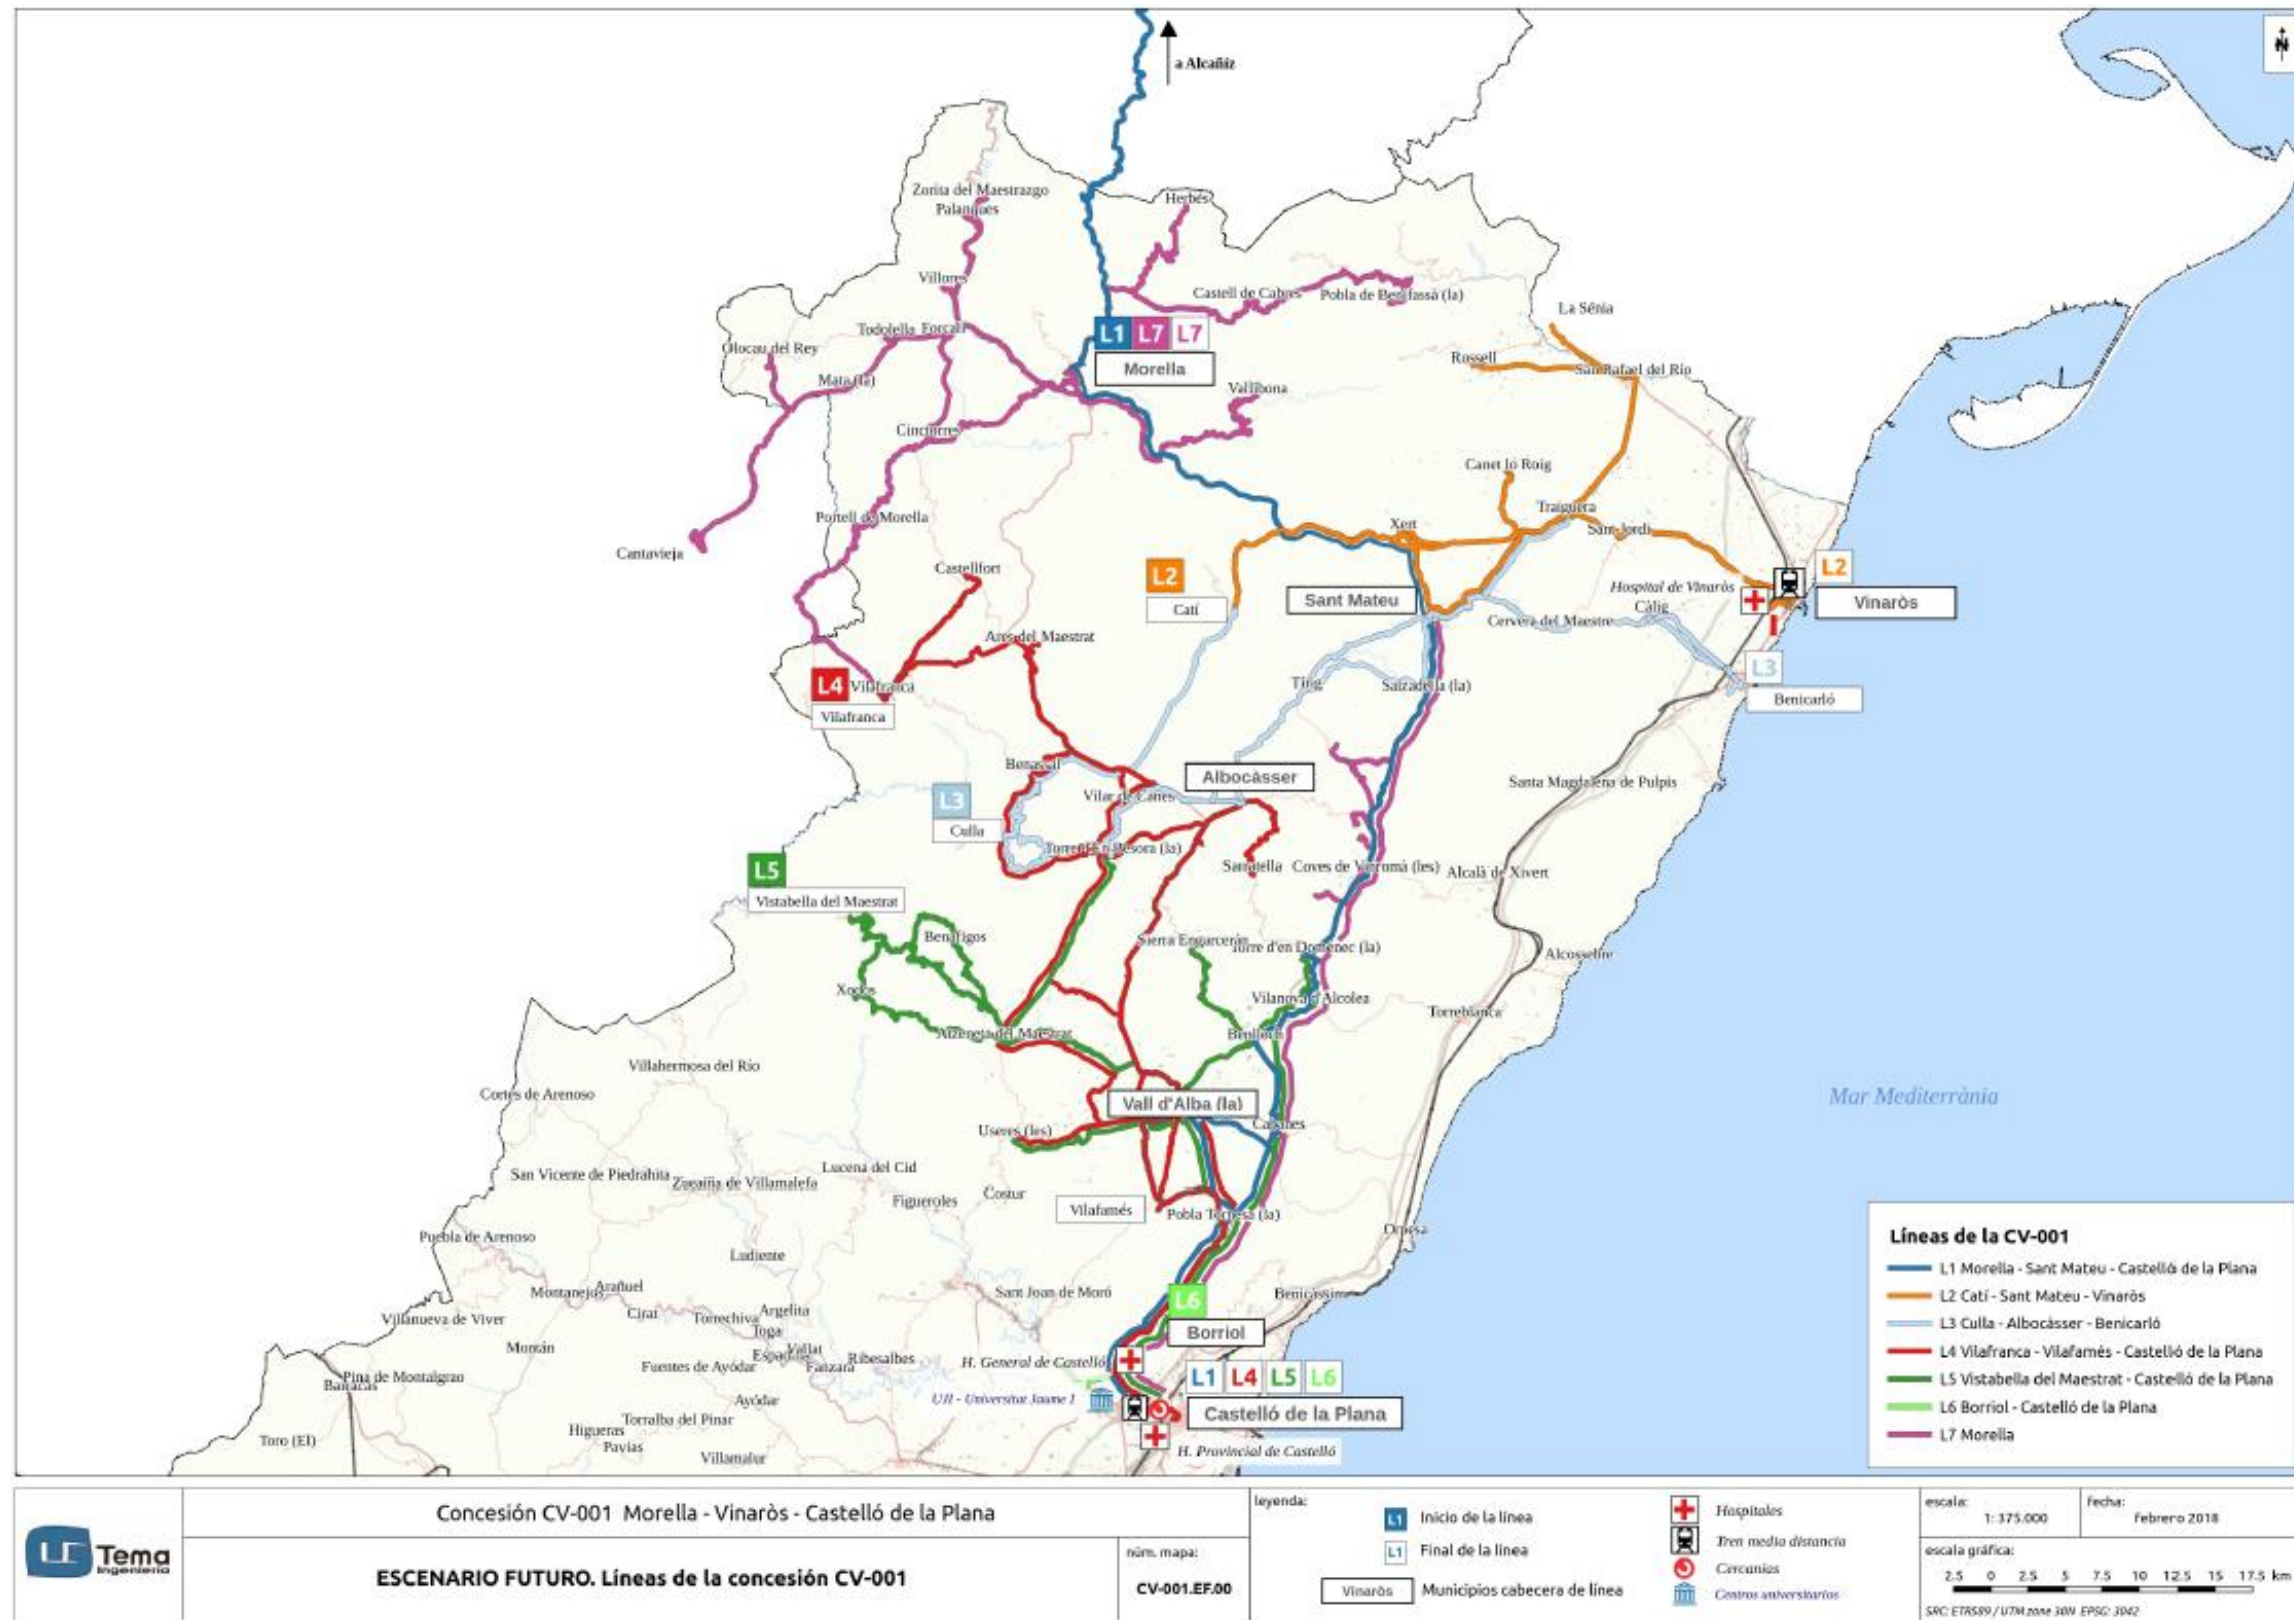 a Alcañiz
N
Zorita del Maestrazgo
Palanques
Herbés
Villores
Castell de Cabres
Pobla de Benifassà (la)
La Sénia
Todolella
Forcall
L1 L7 L7
Morella
Olocau del Rey
Rossell
San Rafael del Río
Mata (la)
Vallibona
Cinctorres
Canet lo Roig
Portell de Morella
Traiguera
Xert
Sant Jordi
Cantavieja
Castellfort
L2
Catí
Sant Mateu
Hospital de Vinaròs
L2
Vinaròs
Càlig
Cervera del Maestre
Ares del Maestrat
L4
Vilafranca
Vilafranca
Tírig
Salzadella (la)
L3
Benicarló
Benassal
Albocàsser
Santa Magdalena de Pulpis
L3
Culla
Vilar de Canes
Torre d'En Besora (la)
Sarratella
Coves de Vinromà (les)
Alcalà de Xivert
L5
Vistabella del Maestrat
Benafigos
Sierra Engarcerán
Torre d'en Doménec (la)
Alcossebre
Xodos
Vilanova d'Alcolea
Torreblanca
Atzeneta del Maestrat
Benlloch
Villahermosa del Río
Cortes de Arenoso
Vall d'Alba (la)
Mar Mediterrània
Useres (les)
Cabanes
San Vicente de Piedrahita
Zucaina de Villamalefa
Lucena del Cid
Figueroles
Costur
Vilafamés
Pobla Tornesa (la)
Orpesa
Puebla de Arenoso
Ludiente
Montanejos
Arañuel
Sant Joan de Moró
L6
Benicàssim
Villanueva de Viver
Cirat
Torrechiva
Argelita
Toga
Borriol
Montán
Espadilla
Vallat
Fanzara
Ribesalbes
Fuentes de Ayódar
H. General de Castelló
Pina de Montalgrao
Barracas
L1 L4 L5 L6
Ayódar
UJI - Universitat Jaume I
Castelló de la Plana
Torralba del Pinar
Higueras
Pavías
Toro (El)
Villamalur
H. Provincial de Castelló
Líneas de la CV-001
L1 Morella - Sant Mateu - Castelló de la Plana
L2 Catí - Sant Mateu - Vinaròs
L3 Culla - Albocàsser - Benicarló
L4 Vilafranca - Vilafamés - Castelló de la Plana
L5 Vistabella del Maestrat - Castelló de la Plana
L6 Borriol - Castelló de la Plana
L7 Morella
Tema
Ingeniería
Concesión CV-001 Morella - Vinaròs - Castelló de la Plana
ESCENARIO FUTURO. Líneas de la concesión CV-001
núm. mapa:
CV-001.EF.00
leyenda:
L1 Inicio de la línea
L1 Final de la línea
Vinaròs Municipios cabecera de línea
Hospitales
Tren media distancia
Cercanías
Centros universitarios
escala:
1: 375.000
fecha:
febrero 2018
escala gráfica:
2.5 0 2.5 5 7.5 10 12.5 15 17.5 km
SRC: ETRS89 / UTM zone 30N EPSG: 3042